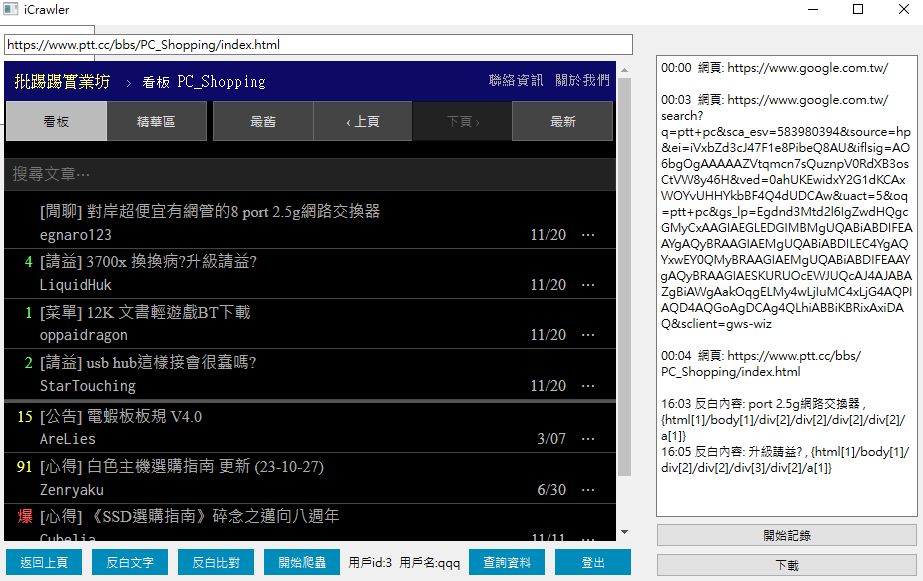 iCrawler
https://www.ptt.cc/bbs/PC_Shopping/index.html
批踢踢實業坊 › 看板 PC_Shopping 聯絡資訊 關於我們
看板 精華區 最舊 ‹ 上頁 下頁 › 最新
搜尋文章⋯
[閒聊] 對岸超便宜有網管的8 port 2.5g網路交換器
egnaro123 11/20 ⋯
4 [請益] 3700x 換換病?升級請益?
LiquidHuk 11/20 ⋯
1 [菜單] 12K 文書輕遊戲BT下載
oppaidragon 11/20 ⋯
2 [請益] usb hub這樣接會很蠢嗎?
StarTouching 11/20 ⋯
15 [公告] 電蝦板板規 V4.0
AreLies 3/07 ⋯
91 [心得] 白色主機選購指南 更新 (23-10-27)
Zenryaku 6/30 ⋯
爆 [心得] 《SSD選購指南》碎念之邁向八週年
Cubelia 11/11 ⋯
返回上頁 反白文字 反白比對 開始爬蟲 用戶id:3 用戶名:qqq 查詢資料 登出
00:00 網頁: https://www.google.com.tw/
00:03 網頁: https://www.google.com.tw/
search?
q=ptt+pc&sca_esv=583980394&source=hp
&ei=iVxbZd3cJ47F1e8PibeQ8AU&iflsig=AO
6bgOgAAAAAZVtqmcn7sQuznpV0RdXB3os
CtVW8y46H&ved=0ahUKEwidxY2G1dKCAx
WOYvUHHYkbBF4Q4dUDCAw&uact=5&oq
=ptt+pc&gs_lp=Egdnd3Mtd2l6IgZwdHQgc
GMyCxAAGIAEGLEDGIMBMgUQABiABDIFEA
AYgAQyBRAAGIAEMgUQABiABDILEC4YgAQ
YxwEY0QMyBRAAGIAEMgUQABiABDIFEAAY
gAQyBRAAGIAESKURUOcEWJUQcAJ4AJABA
ZgBiAWgAakOqgELMy4wLjIuMC4xLjG4AQPI
AQD4AQGoAgDCAg4QLhiABBiKBRixAxiDA
Q&sclient=gws-wiz
00:04 網頁: https://www.ptt.cc/bbs/
PC_Shopping/index.html
16:03 反白內容: port 2.5g網路交換器 ,
{html[1]/body[1]/div[2]/div[2]/div[2]/div[2]/
a[1]}
16:05 反白內容: 升級請益? , {html[1]/body[1]/
div[2]/div[2]/div[3]/div[2]/a[1]}
開始記錄
下載